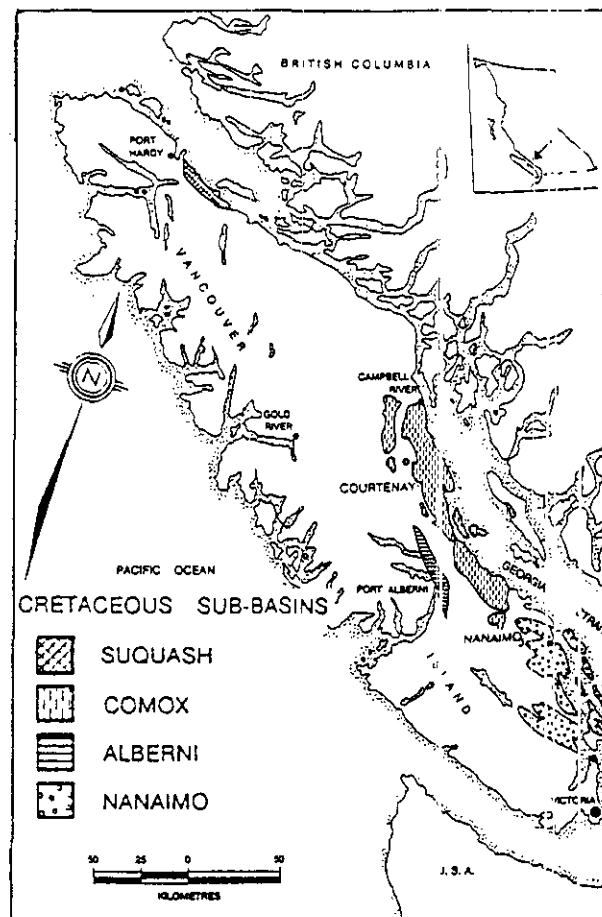 BRITISH COLUMBIA
PORT
HARDY
VANCOUVER
N
CAMPBELL
RIVER
GOLD
RIVER
COURTENAY
PACIFIC OCEAN
PORT ALBERNI
GEORGIA
CRETACEOUS SUB-BASINS
NANAIMO
ISLAND
SUQUASH
COMOX
ALBERNI
NANAIMO
50 25 0 50
KILOMETRES